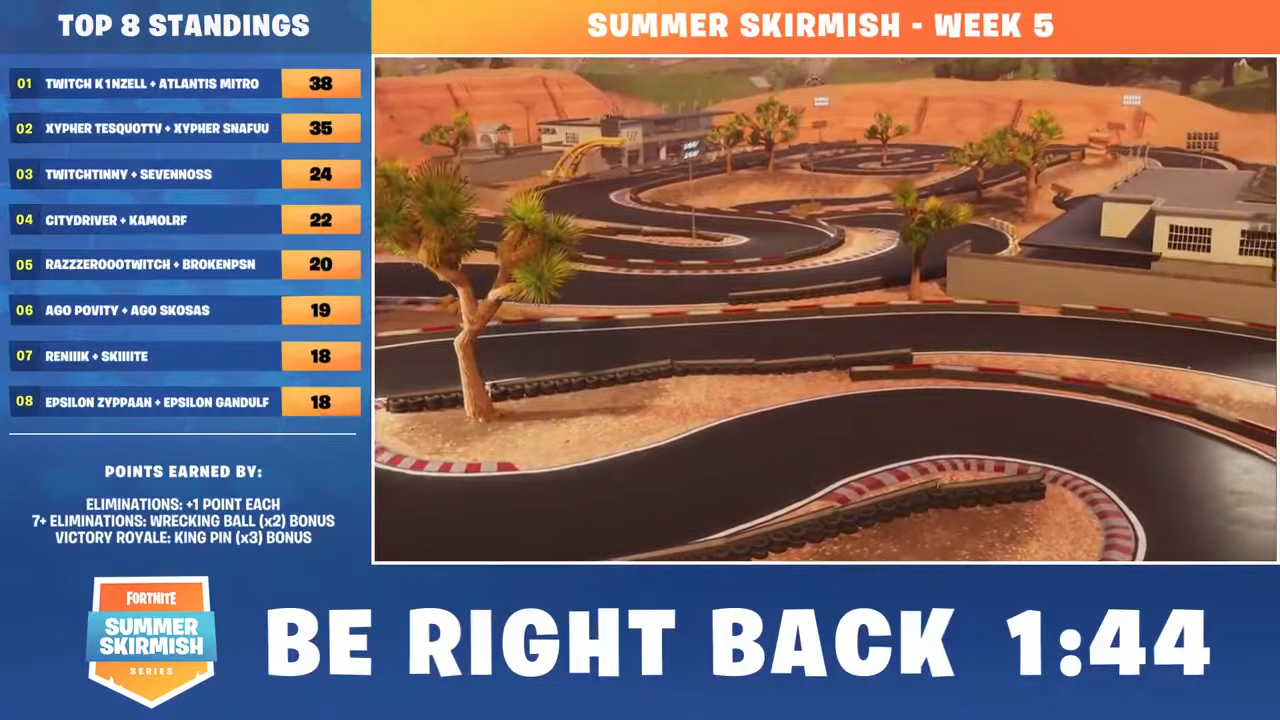 TOP 8 STANDINGS
SUMMER SKIRMISH - WEEK 5
01 TWITCH K1NZELL + ATLANTIS MITRO 38
02 XYPHER TESQUOTTV + XYPHER SNAFUU 35
03 TWITCHTINNY + SEVENNOSS 24
04 CITYDRIVER + KAMOLRF 22
05 RAZZZEROOOTWITCH + BROKENPSN 20
06 AGO POVITY + AGO SKOSAS 19
07 RENIIIK + SKIIIITE 18
08 EPSILON ZYPPAAN + EPSILON GANDULF 18
POINTS EARNED BY:
ELIMINATIONS: +1 POINT EACH
7+ ELIMINATIONS: WRECKING BALL (x2) BONUS
VICTORY ROYALE: KING PIN (x3) BONUS
FORTNITE
SUMMER
SKIRMISH
SERIES
BE RIGHT BACK 1:44